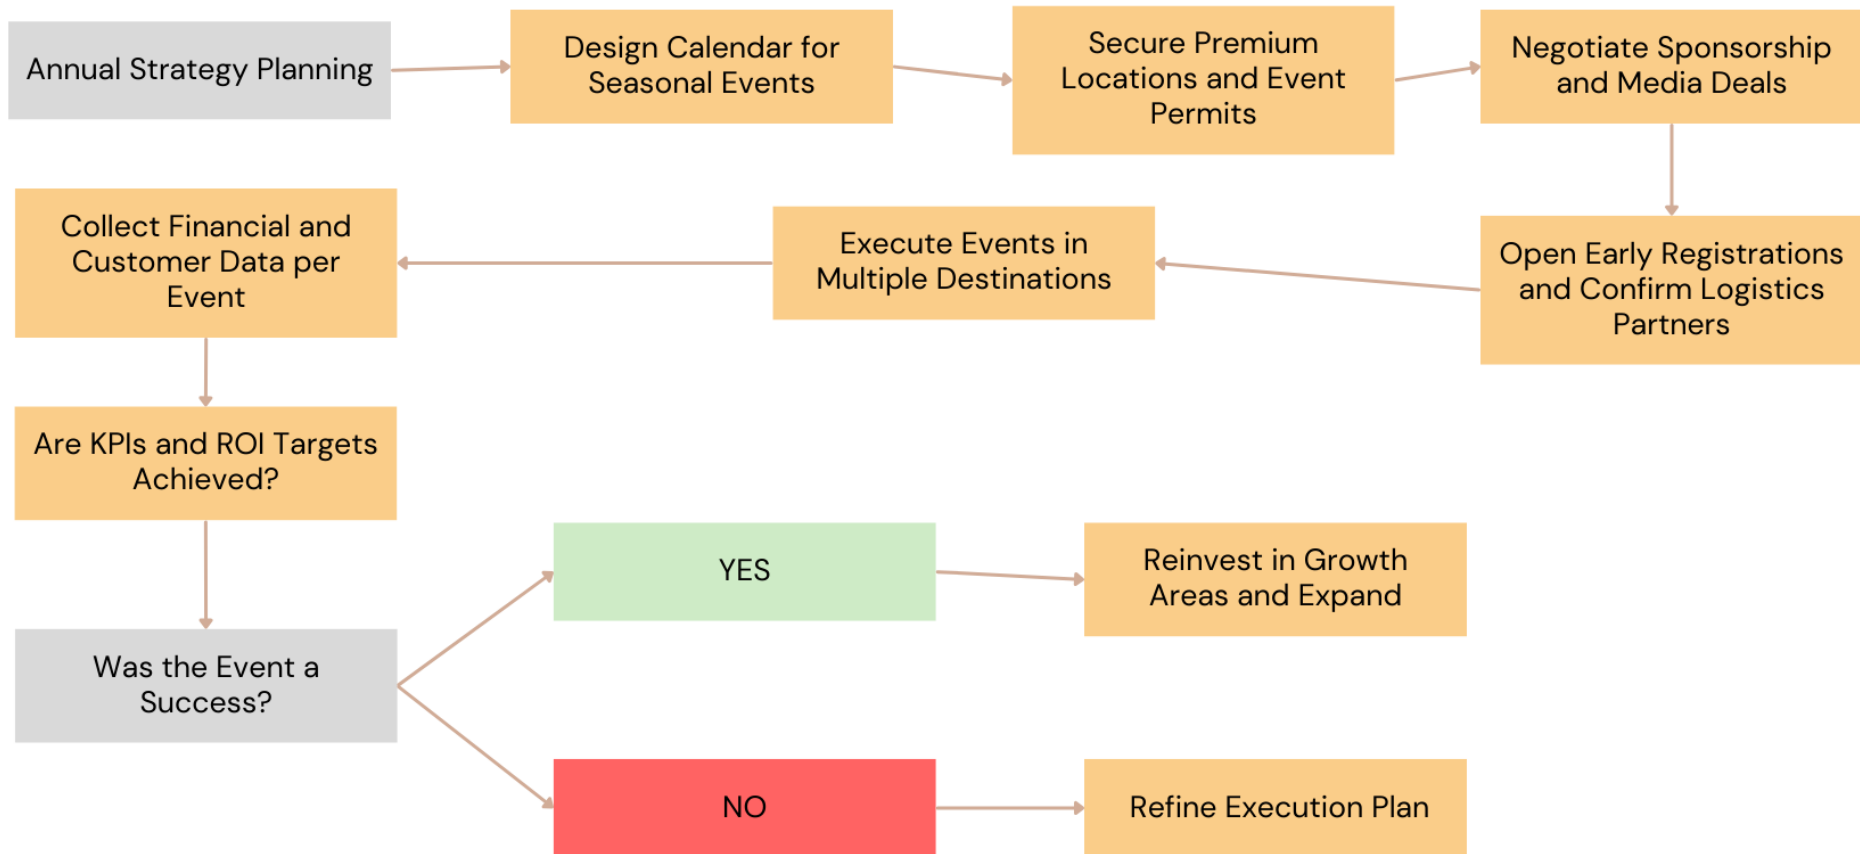 Annual Strategy Planning
Design Calendar for
Seasonal Events
Secure Premium
Locations and Event
Permits
Negotiate Sponsorship
and Media Deals
Open Early Registrations
and Confirm Logistics
Partners
Execute Events in
Multiple Destinations
Collect Financial and
Customer Data per
Event
Are KPIs and ROI Targets
Achieved?
Was the Event a
Success?
YES
Reinvest in Growth
Areas and Expand
NO
Refine Execution Plan